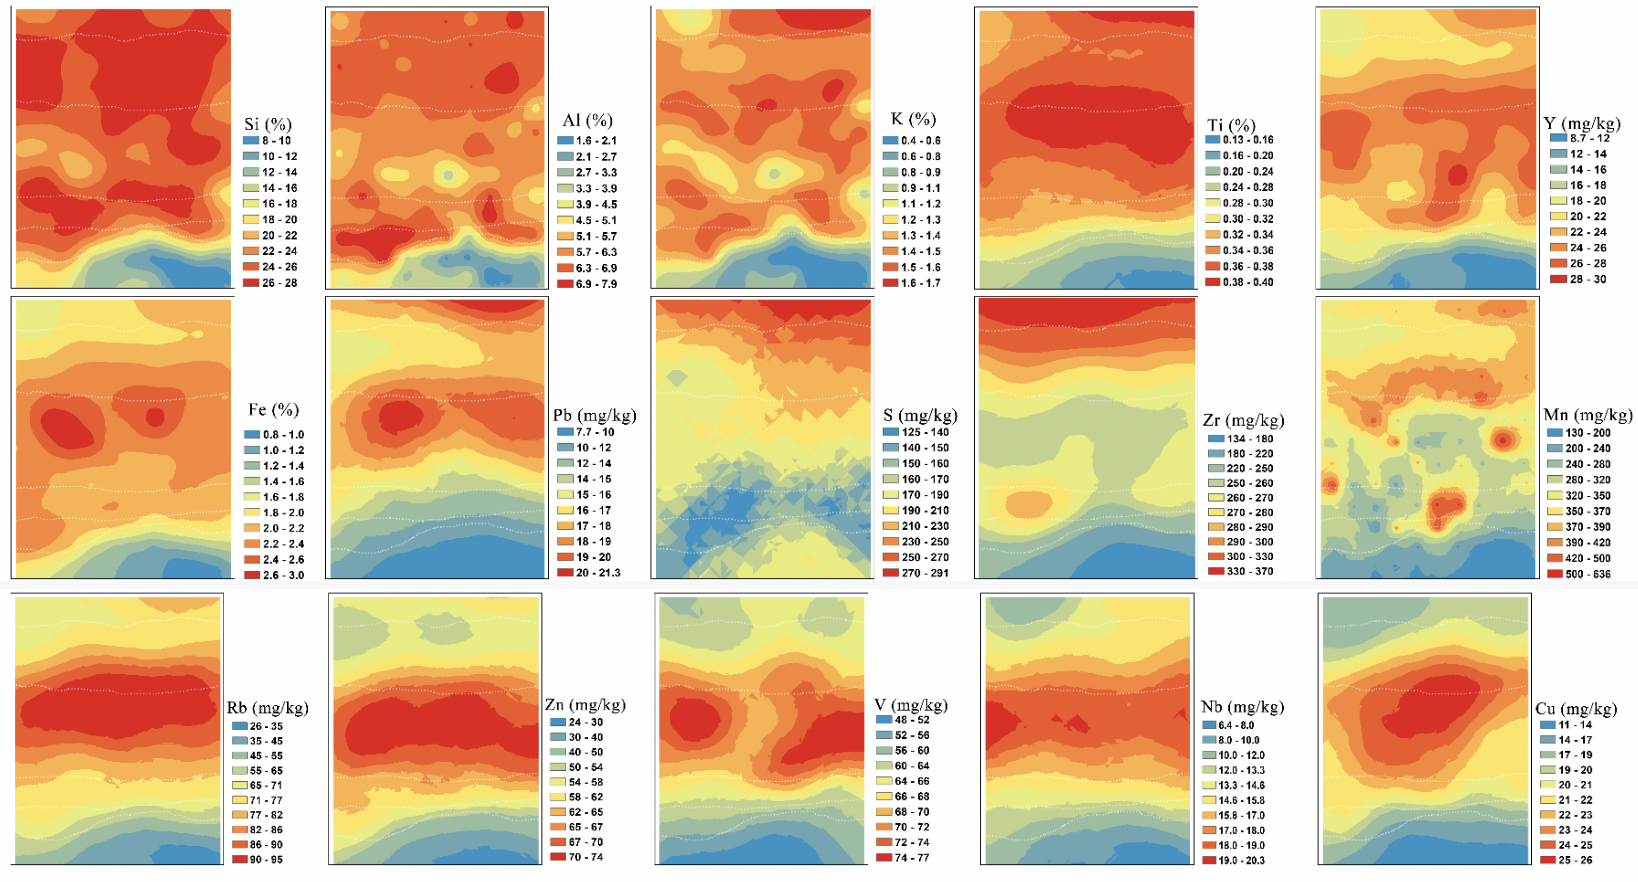 Si (%)
8 - 10
10 - 12
12 - 14
14 - 16
16 - 18
18 - 20
20 - 22
22 - 24
24 - 26
26 - 28
Al (%)
1.6 - 2.1
2.1 - 2.7
2.7 - 3.3
3.3 - 3.9
3.9 - 4.5
4.5 - 5.1
5.1 - 5.7
5.7 - 6.3
6.3 - 6.9
6.9 - 7.9
K (%)
0.4 - 0.6
0.6 - 0.8
0.8 - 0.9
0.9 - 1.1
1.1 - 1.2
1.2 - 1.3
1.3 - 1.4
1.4 - 1.5
1.5 - 1.6
1.6 - 1.7
Ti (%)
0.13 - 0.16
0.16 - 0.20
0.20 - 0.24
0.24 - 0.28
0.28 - 0.30
0.30 - 0.32
0.32 - 0.34
0.34 - 0.36
0.36 - 0.38
0.38 - 0.40
Y (mg/kg)
8.7 - 12
12 - 14
14 - 16
16 - 18
18 - 20
20 - 22
22 - 24
24 - 26
26 - 28
28 - 30
Fe (%)
0.8 - 1.0
1.0 - 1.2
1.2 - 1.4
1.4 - 1.6
1.6 - 1.8
1.8 - 2.0
2.0 - 2.2
2.2 - 2.4
2.4 - 2.6
2.6 - 3.0
Pb (mg/kg)
7.7 - 10
10 - 12
12 - 14
14 - 15
15 - 16
16 - 17
17 - 18
18 - 19
19 - 20
20 - 21.3
S (mg/kg)
125 - 140
140 - 150
150 - 160
160 - 170
170 - 190
190 - 210
210 - 230
230 - 250
250 - 270
270 - 291
Zr (mg/kg)
134 - 180
180 - 220
220 - 250
250 - 260
260 - 270
270 - 280
280 - 290
290 - 300
300 - 330
330 - 370
Mn (mg/kg)
130 - 200
200 - 240
240 - 280
280 - 320
320 - 350
350 - 370
370 - 390
390 - 420
420 - 500
500 - 636
Rb (mg/kg)
26 - 35
35 - 45
45 - 55
55 - 65
65 - 71
71 - 77
77 - 82
82 - 86
86 - 90
90 - 95
Zn (mg/kg)
24 - 30
30 - 40
40 - 50
50 - 54
54 - 58
58 - 62
62 - 65
65 - 67
67 - 70
70 - 74
V (mg/kg)
48 - 52
52 - 56
56 - 60
60 - 64
64 - 66
66 - 68
68 - 70
70 - 72
72 - 74
74 - 77
Nb (mg/kg)
6.4 - 8.0
8.0 - 10.0
10.0 - 12.0
12.0 - 13.3
13.3 - 14.6
14.6 - 15.8
15.8 - 17.0
17.0 - 18.0
18.0 - 19.0
19.0 - 20.3
Cu (mg/kg)
11 - 14
14 - 17
17 - 19
19 - 20
20 - 21
21 - 22
22 - 23
23 - 24
24 - 25
25 - 26